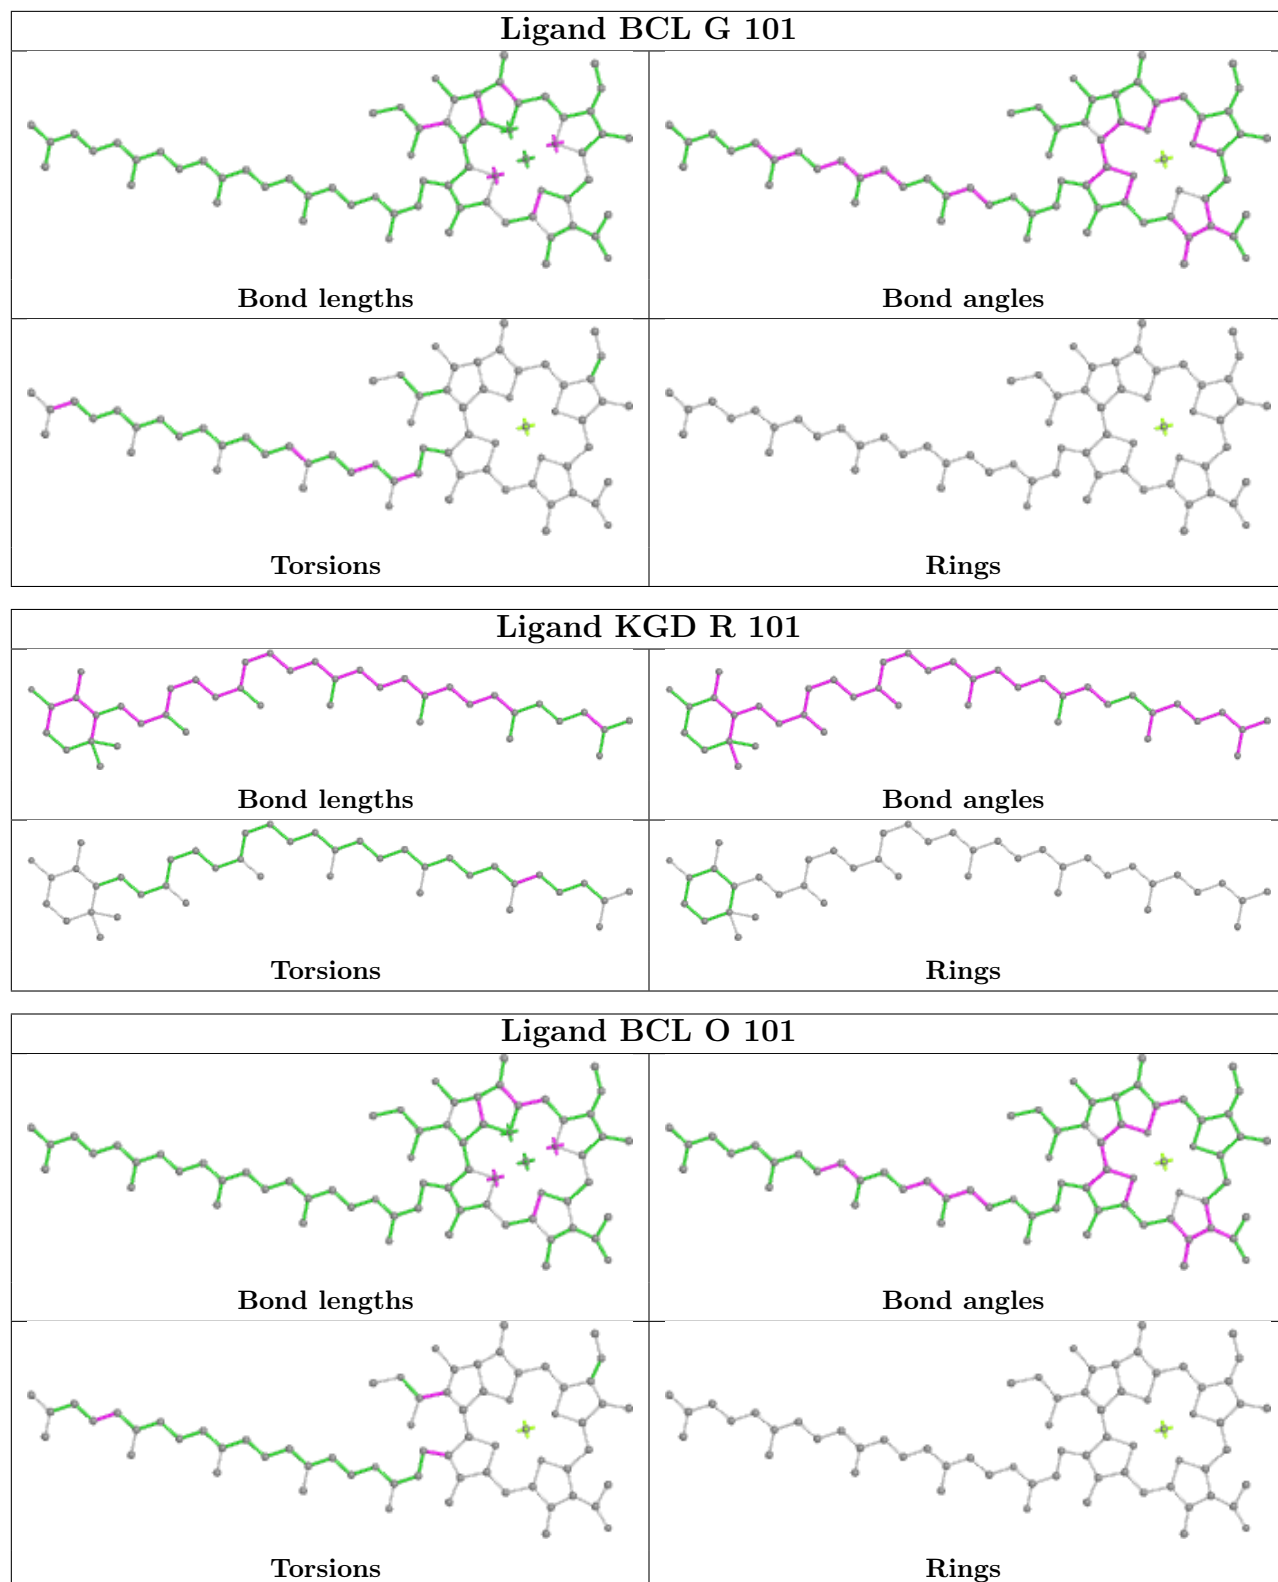 Ligand BCL G 101
Bond lengths
Bond angles
Torsions
Rings
Ligand KGD R 101
Bond lengths
Bond angles
Torsions
Rings
Ligand BCL O 101
Bond lengths
Bond angles
Torsions
Rings